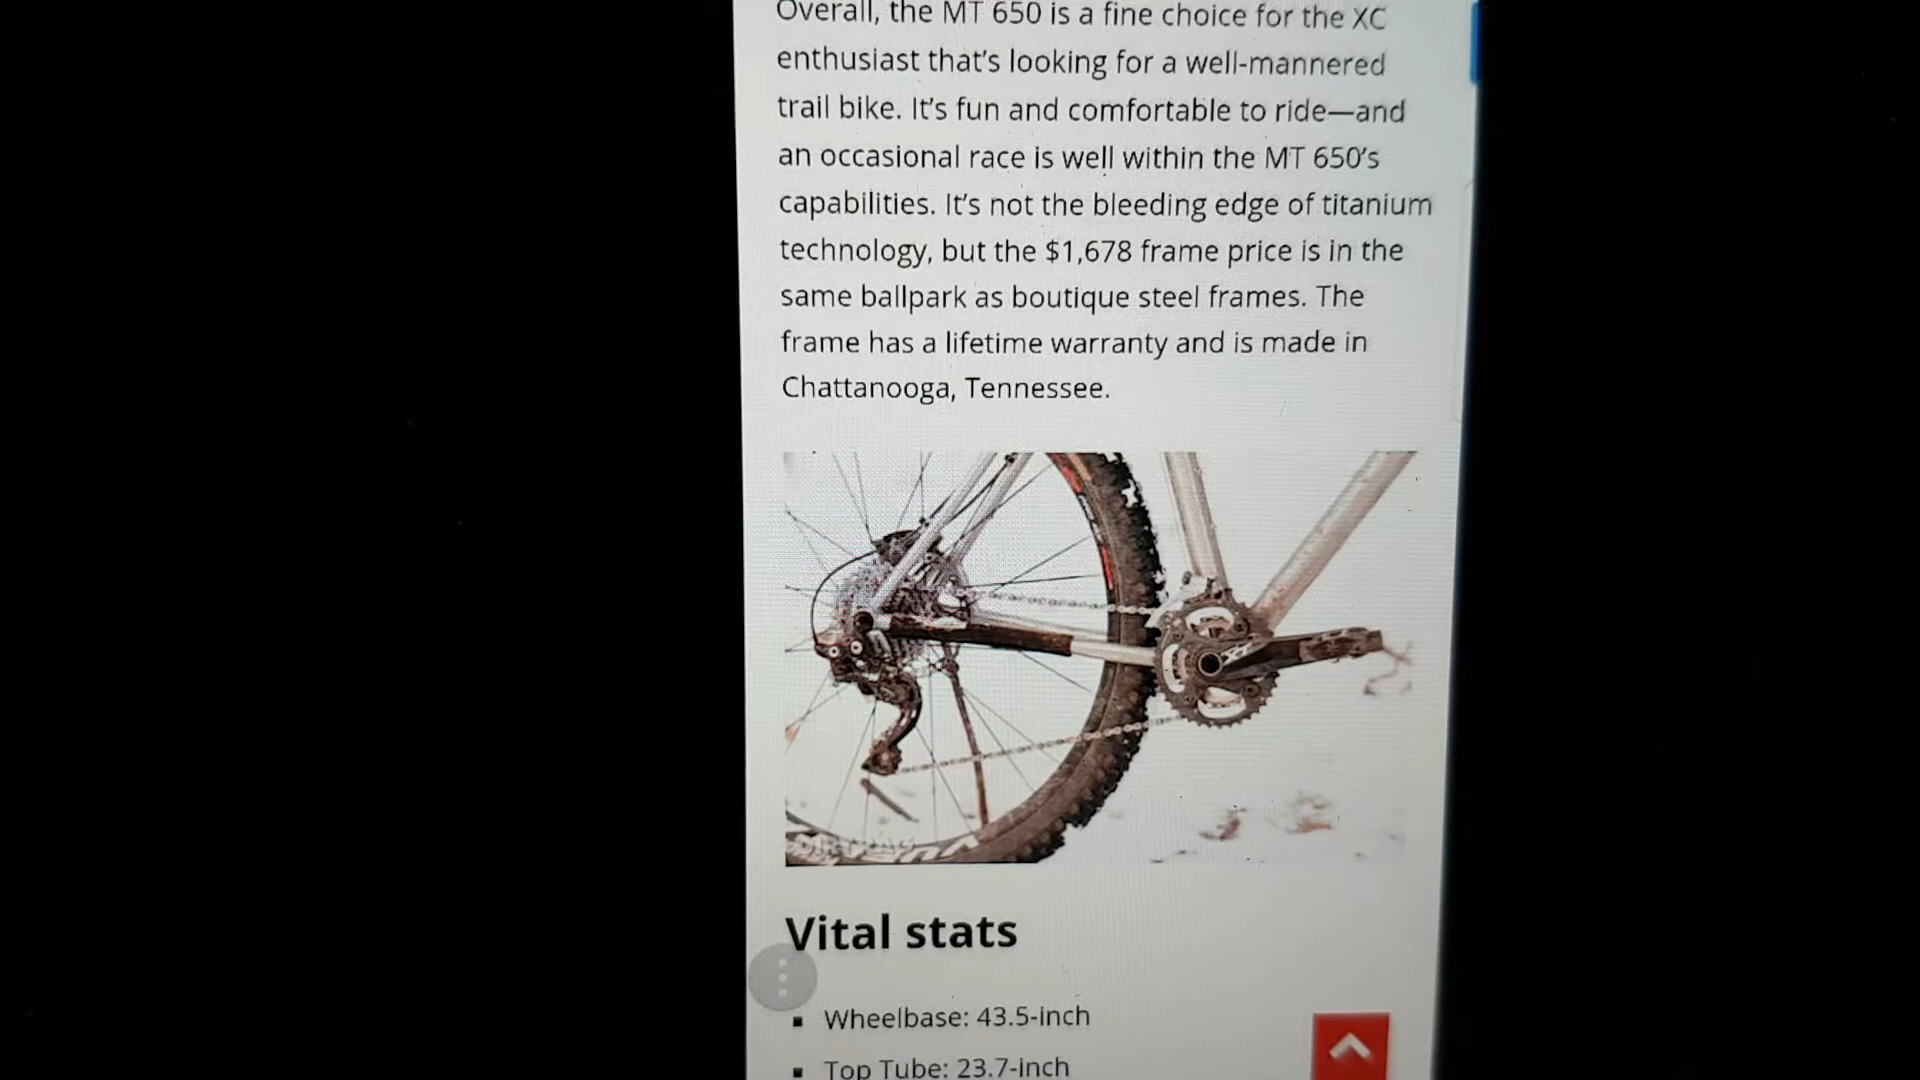 Overall, the MT 650 is a fine choice for the XC
enthusiast that's looking for a well-mannered
trail bike. It's fun and comfortable to ride—and
an occasional race is well within the MT 650's
capabilities. It's not the bleeding edge of titanium
technology, but the $1,678 frame price is in the
same ballpark as boutique steel frames. The
frame has a lifetime warranty and is made in
Chattanooga, Tennessee.
Vital stats
▪ Wheelbase: 43.5-inch
▪ Top Tube: 23.7-inch